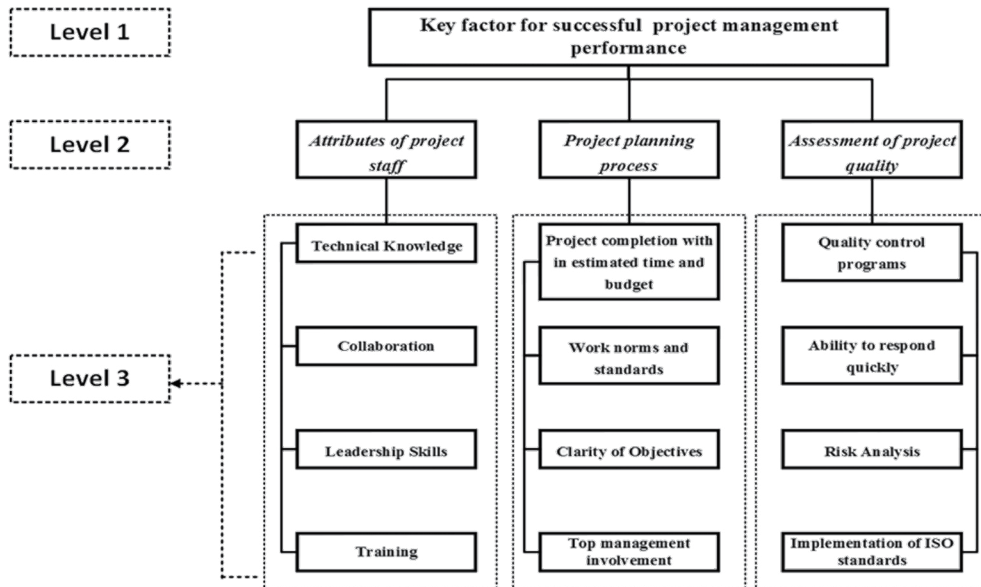 Level 1
Key factor for successful project management
performance
Level 2
Attributes of project
staff
Project planning
process
Assessment of project
quality
Level 3
Technical Knowledge
Collaboration
Leadership Skills
Training
Project completion with
in estimated time and
budget
Work norms and
standards
Clarity of Objectives
Top management
involvement
Quality control
programs
Ability to respond
quickly
Risk Analysis
Implementation of ISO
standards